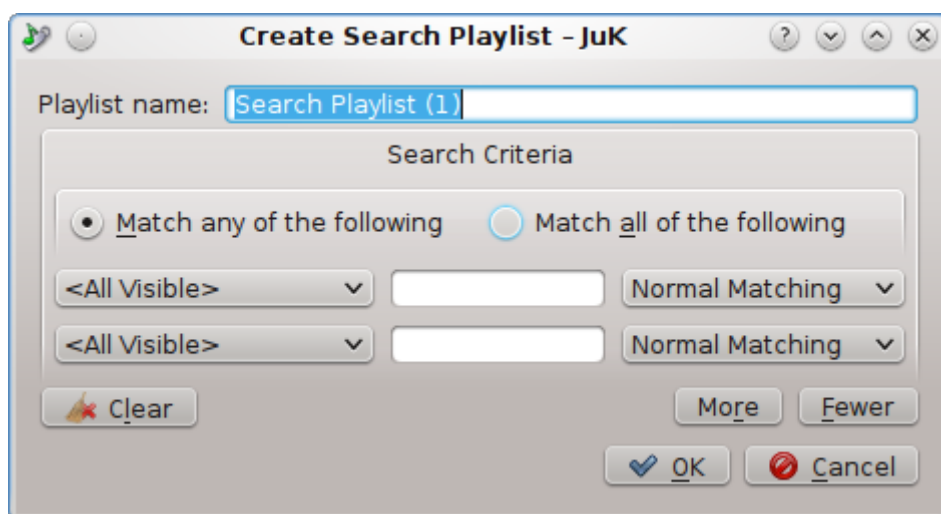 Create Search Playlist – JuK
Playlist name: Search Playlist (1)
Search Criteria
Match any of the following Match all of the following
<All Visible> Normal Matching
<All Visible> Normal Matching
Clear More Fewer
OK Cancel